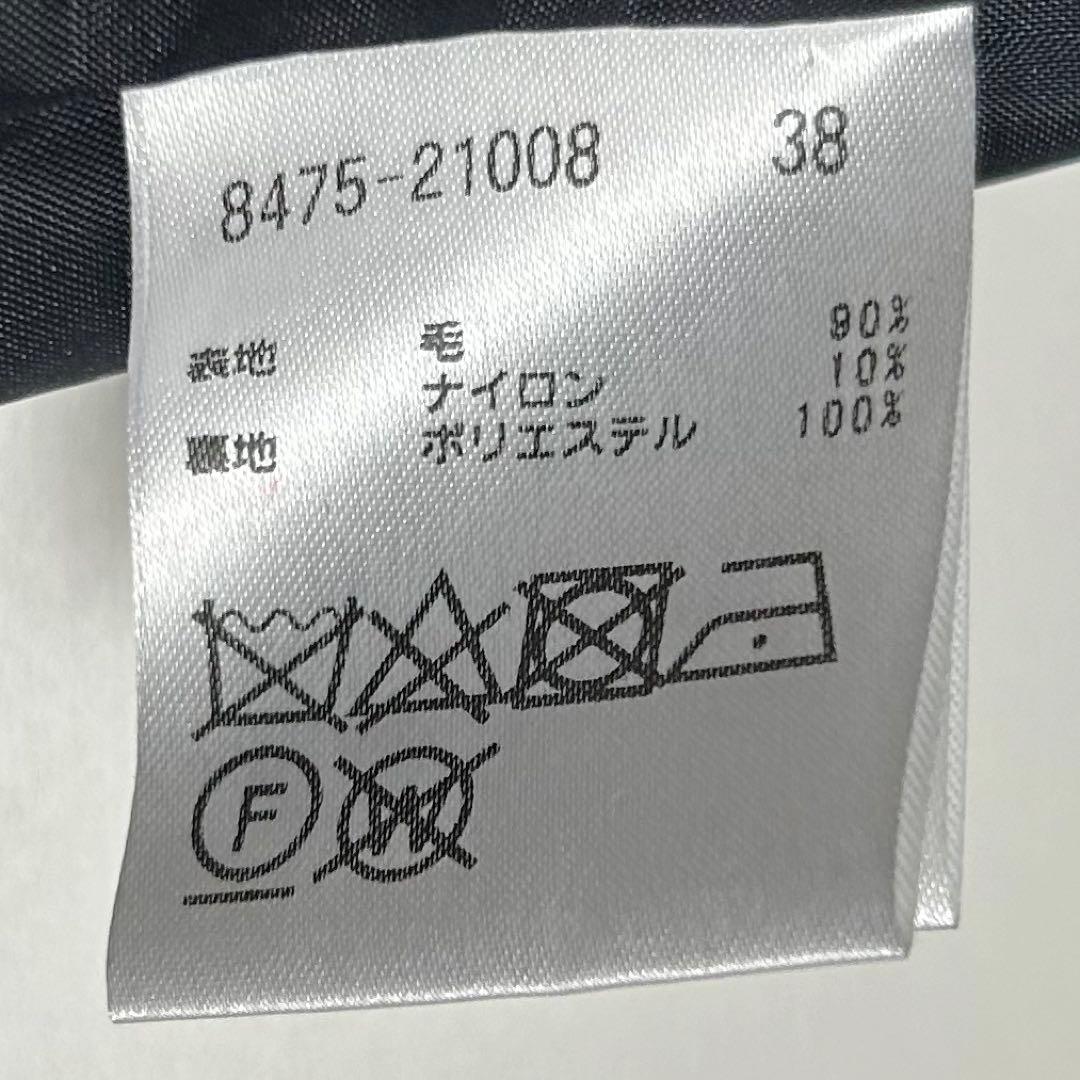 8475-21008 38
表地 毛 90%
ナイロン 10%
裏地 ポリエステル 100%
F W